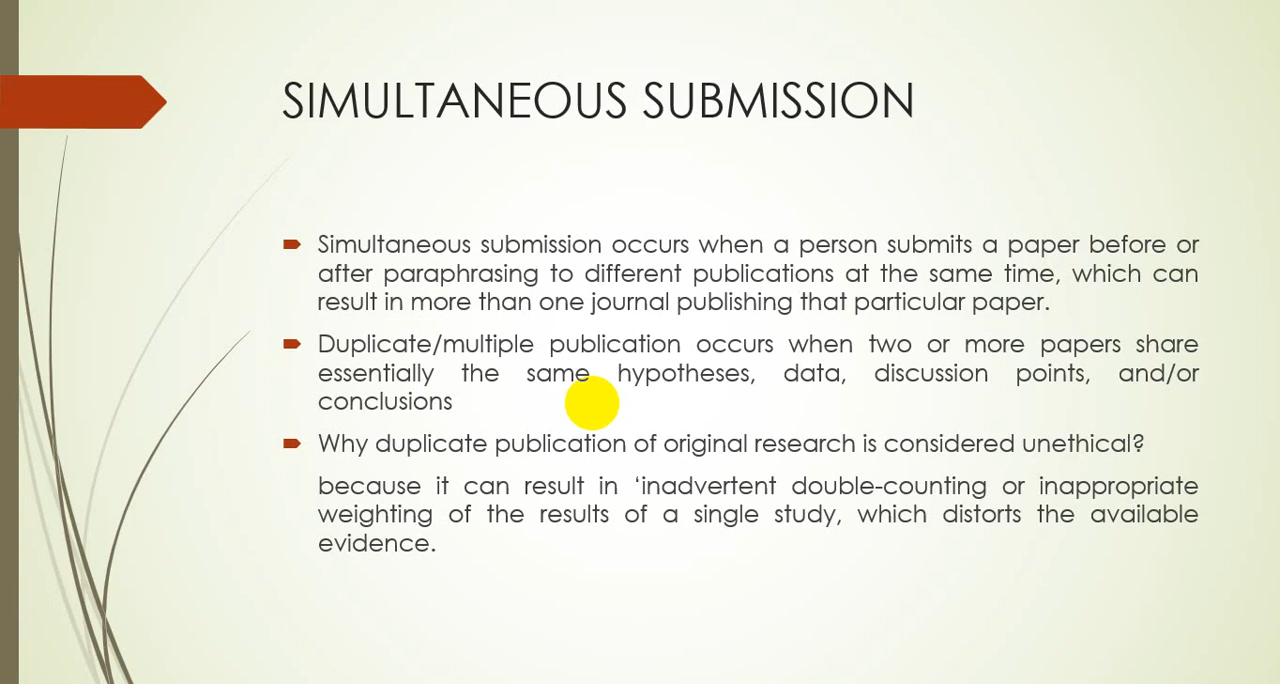 SIMULTANEOUS SUBMISSION
Simultaneous submission occurs when a person submits a paper before or
after paraphrasing to different publications at the same time, which can
result in more than one journal publishing that particular paper.
Duplicate/multiple publication occurs when two or more papers share
essentially the same hypotheses, data, discussion points, and/or
conclusions
Why duplicate publication of original research is considered unethical?
because it can result in ‘inadvertent double-counting or inappropriate
weighting of the results of a single study, which distorts the available
evidence.